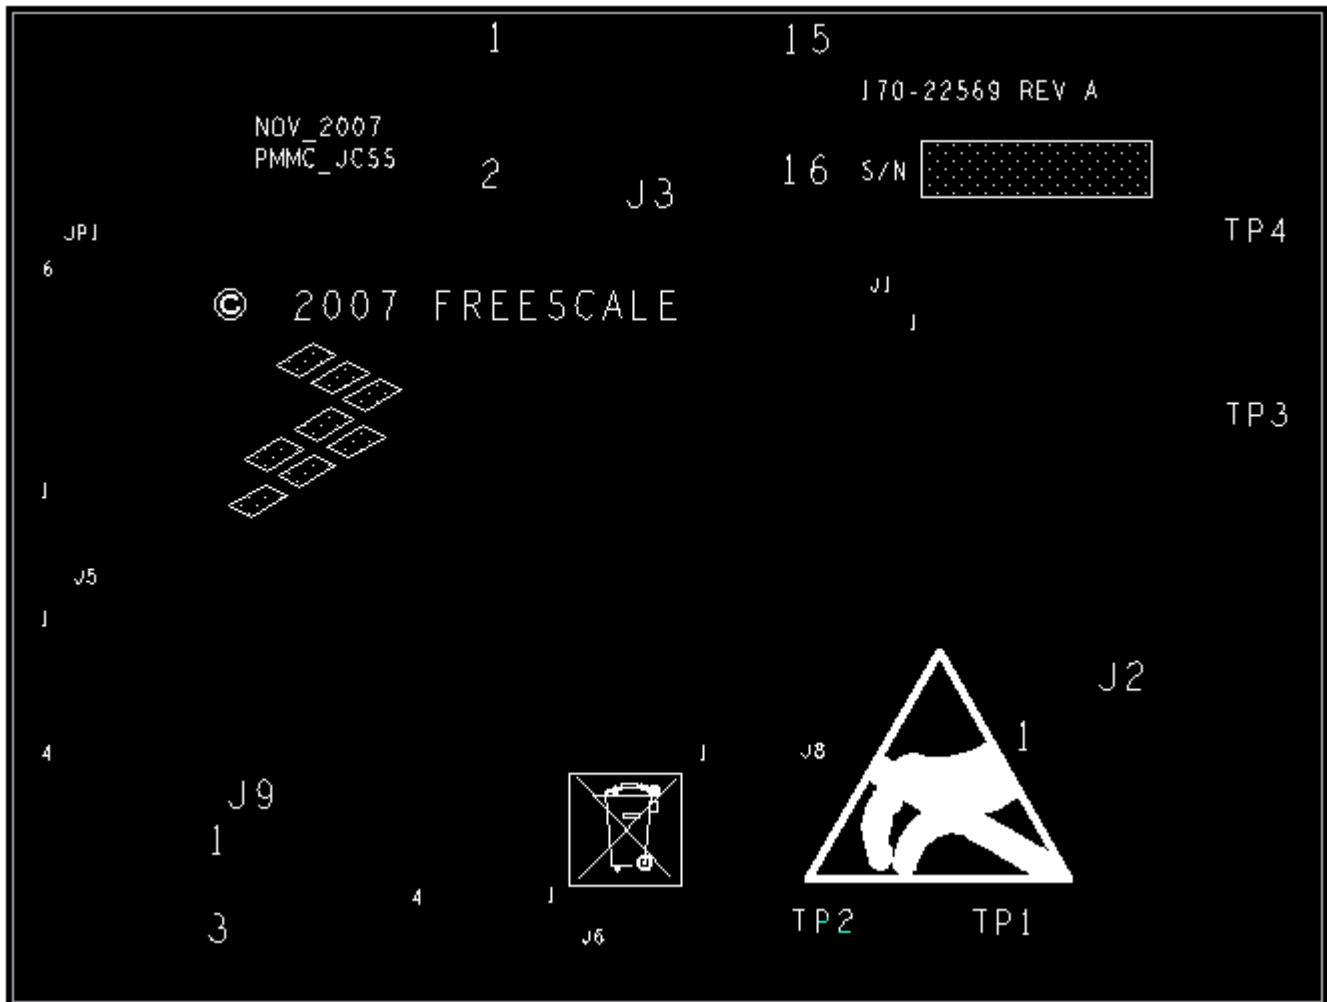 1 15
170-22569 REV A
NOV_2007
PMMC_JC55
2 16 S/N
J3
JP1
TP4
6
J1
© 2007 FREESCALE
1
TP3
1
J5
1
J2
1
4 1 J8
J9
1
4 1
TP2 TP1
3
J6